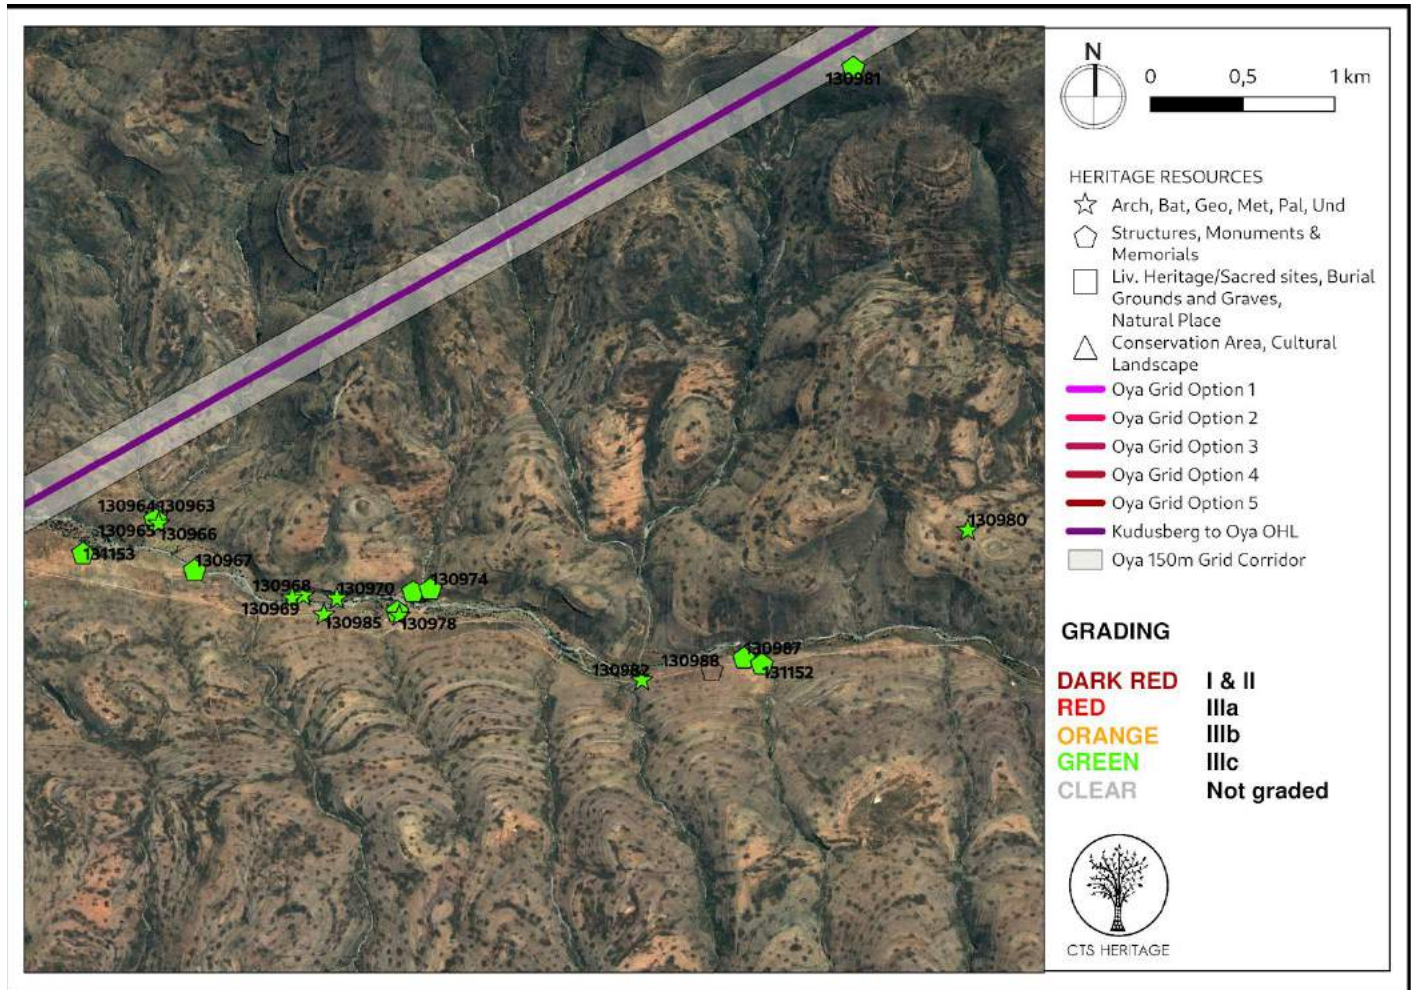 130981
130964 130963
130965 130966
131153
130967
130980
130968 130970 130974
130969 130985 130978
130982 130988 130987
131152
N
0 0,5 1 km
HERITAGE RESOURCES
Arch, Bat, Geo, Met, Pal, Und
Structures, Monuments &
Memorials
Liv. Heritage/Sacred sites, Burial
Grounds and Graves,
Natural Place
Conservation Area, Cultural
Landscape
Oya Grid Option 1
Oya Grid Option 2
Oya Grid Option 3
Oya Grid Option 4
Oya Grid Option 5
Kudusberg to Oya OHL
Oya 150m Grid Corridor
GRADING
DARK RED I & II
RED IIIa
ORANGE IIIb
GREEN IIIc
CLEAR Not graded
CTS HERITAGE